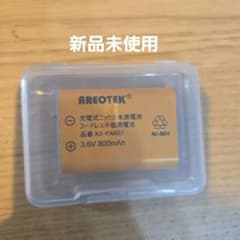 新品未使用
AREOTEK
充電式ニッケル水素電池
コードレス子機用電池
品番 KX-FAN51
3.6V 800mAh
Ni-MH